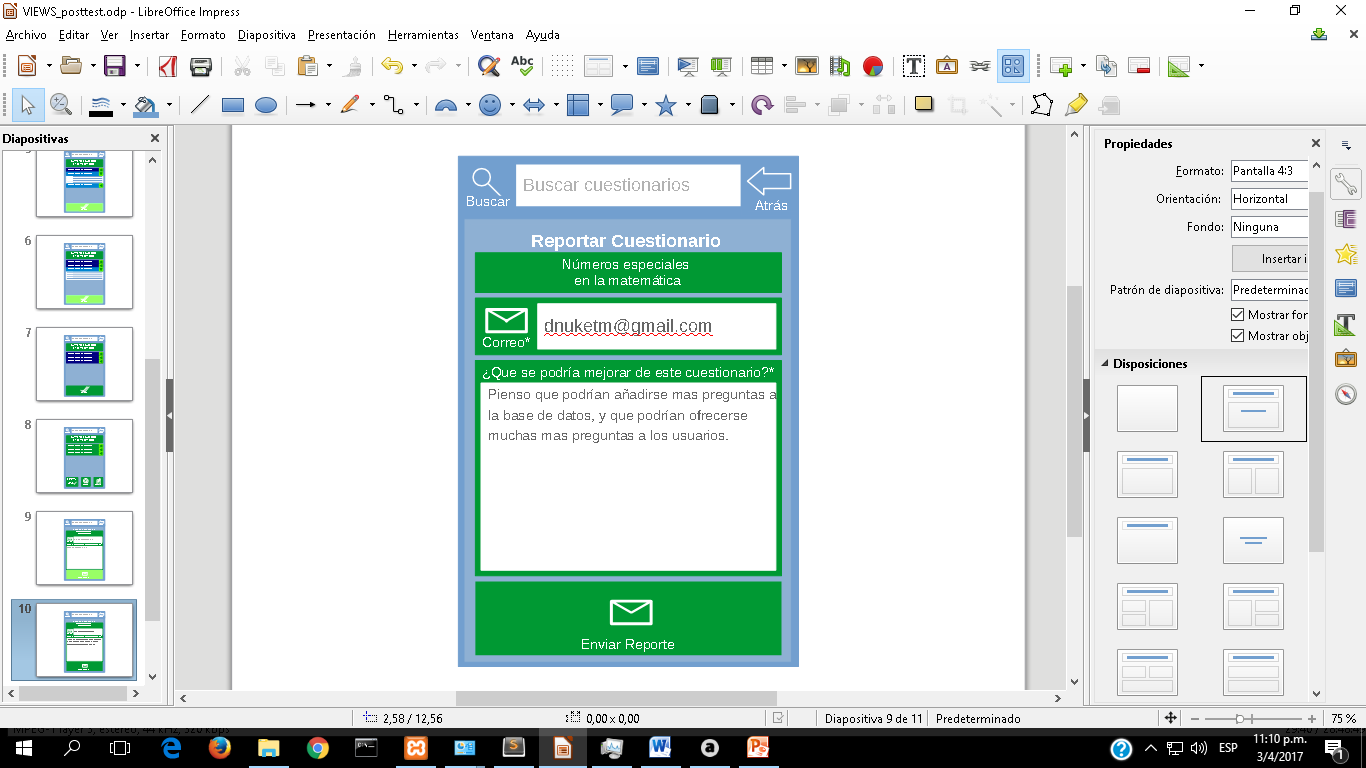 VIEWS_posttest.odp - LibreOffice Impress
Archivo Editar Ver Insertar Formato Diapositiva Presentación Herramientas Ventana Ayuda
Abc
Diapositivas
6
7
8
9
10
Buscar
Buscar cuestionarios
Atrás
Reportar Cuestionario
Números especiales
en la matemática
Correo*
dnuketm@gmail.com
¿Que se podría mejorar de este cuestionario?*
Pienso que podrían añadirse mas preguntas a
la base de datos, y que podrían ofrecerse
muchas mas preguntas a los usuarios.
Enviar Reporte
Propiedades
Formato: Pantalla 4:3
Orientación: Horizontal
Fondo: Ninguna
Insertar i
Patrón de diapositiva: Predeterminac
Mostrar for
Mostrar obj
Disposiciones
2,58 / 12,56
0,00 x 0,00
Diapositiva 9 de 11
Predeterminado
75 %
ESP
11:10 p.m.
3/4/2017
1